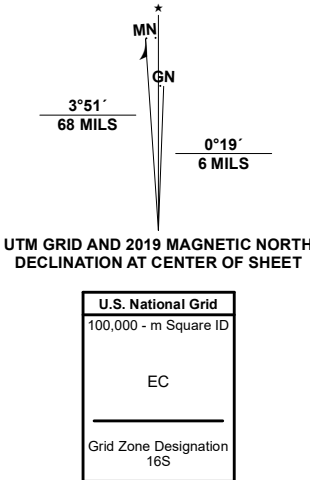 MN
GN
3°51´
68 MILS
0°19´
6 MILS
UTM GRID AND 2019 MAGNETIC NORTH
DECLINATION AT CENTER OF SHEET
U.S. National Grid
100,000 - m Square ID
EC
Grid Zone Designation
16S